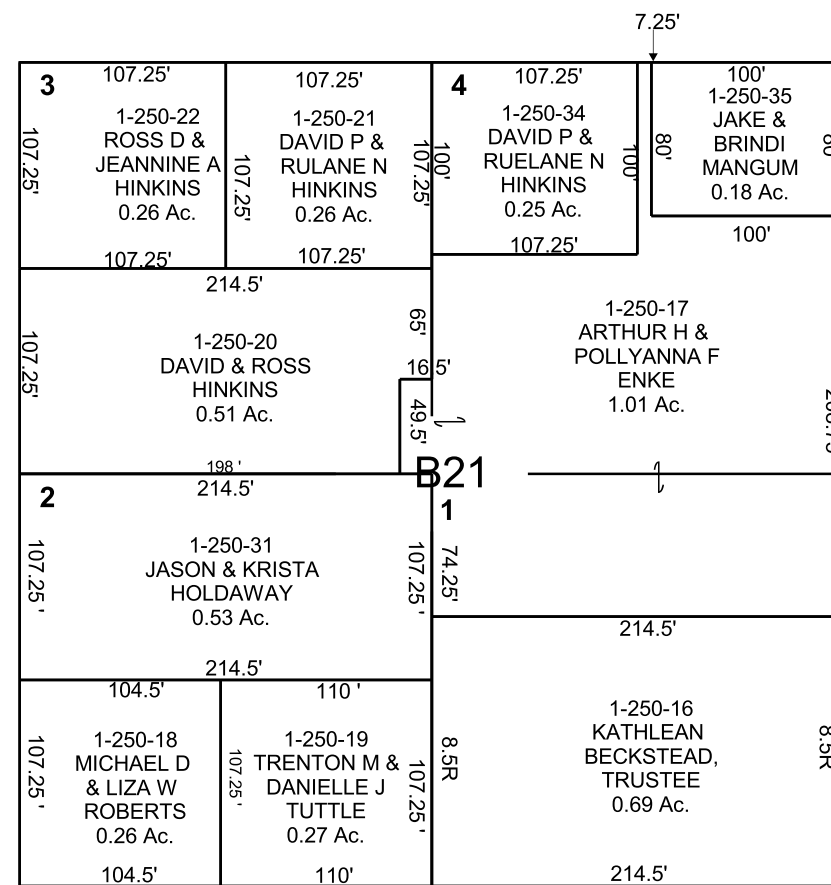 7.25'
3
107.25'
107.25'
4
107.25'
100'
1-250-22
ROSS D &
JEANNINE A
HINKINS
0.26 Ac.
107.25'
107.25'
107.25'
1-250-21
DAVID P &
RULANE N
HINKINS
0.26 Ac.
107.25'
107.25'
100'
1-250-34
DAVID P &
RUELANE N
HINKINS
0.25 Ac.
100'
107.25'
80'
1-250-35
JAKE &
BRINDI
MANGUM
0.18 Ac.
100'
214.5'
107.25'
1-250-20
DAVID & ROSS
HINKINS
0.51 Ac.
65'
16.5'
49.5'
198 '
1-250-17
ARTHUR H &
POLLYANNA F
ENKE
1.01 Ac.
B21
2
214.5'
1
107.25 '
1-250-31
JASON & KRISTA
HOLDAWAY
0.53 Ac.
107.25'
74.25'
214.5'
214.5'
104.5'
110 '
107.25 '
1-250-18
MICHAEL D
& LIZA W
ROBERTS
0.26 Ac.
104.5'
107.25 '
1-250-19
TRENTON M &
DANIELLE J
TUTTLE
0.27 Ac.
107.25 '
110'
8.5R
1-250-16
KATHLEAN
BECKSTEAD,
TRUSTEE
0.69 Ac.
8.5R
214.5'